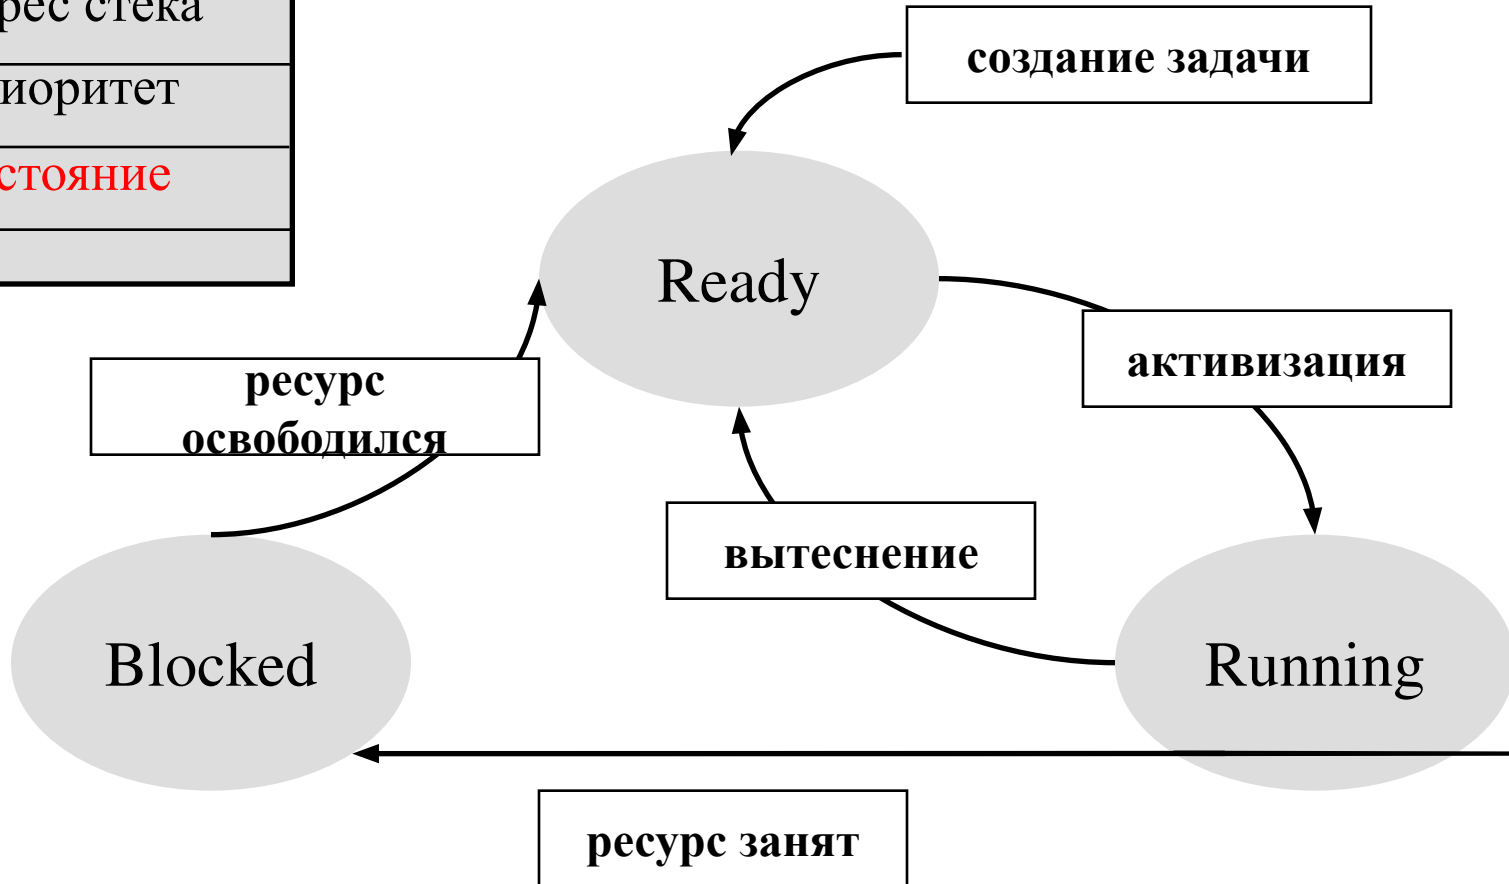 создание задачи
Ready
активизация
ресурс
освободился
вытеснение
Blocked
Running
ресурс занят